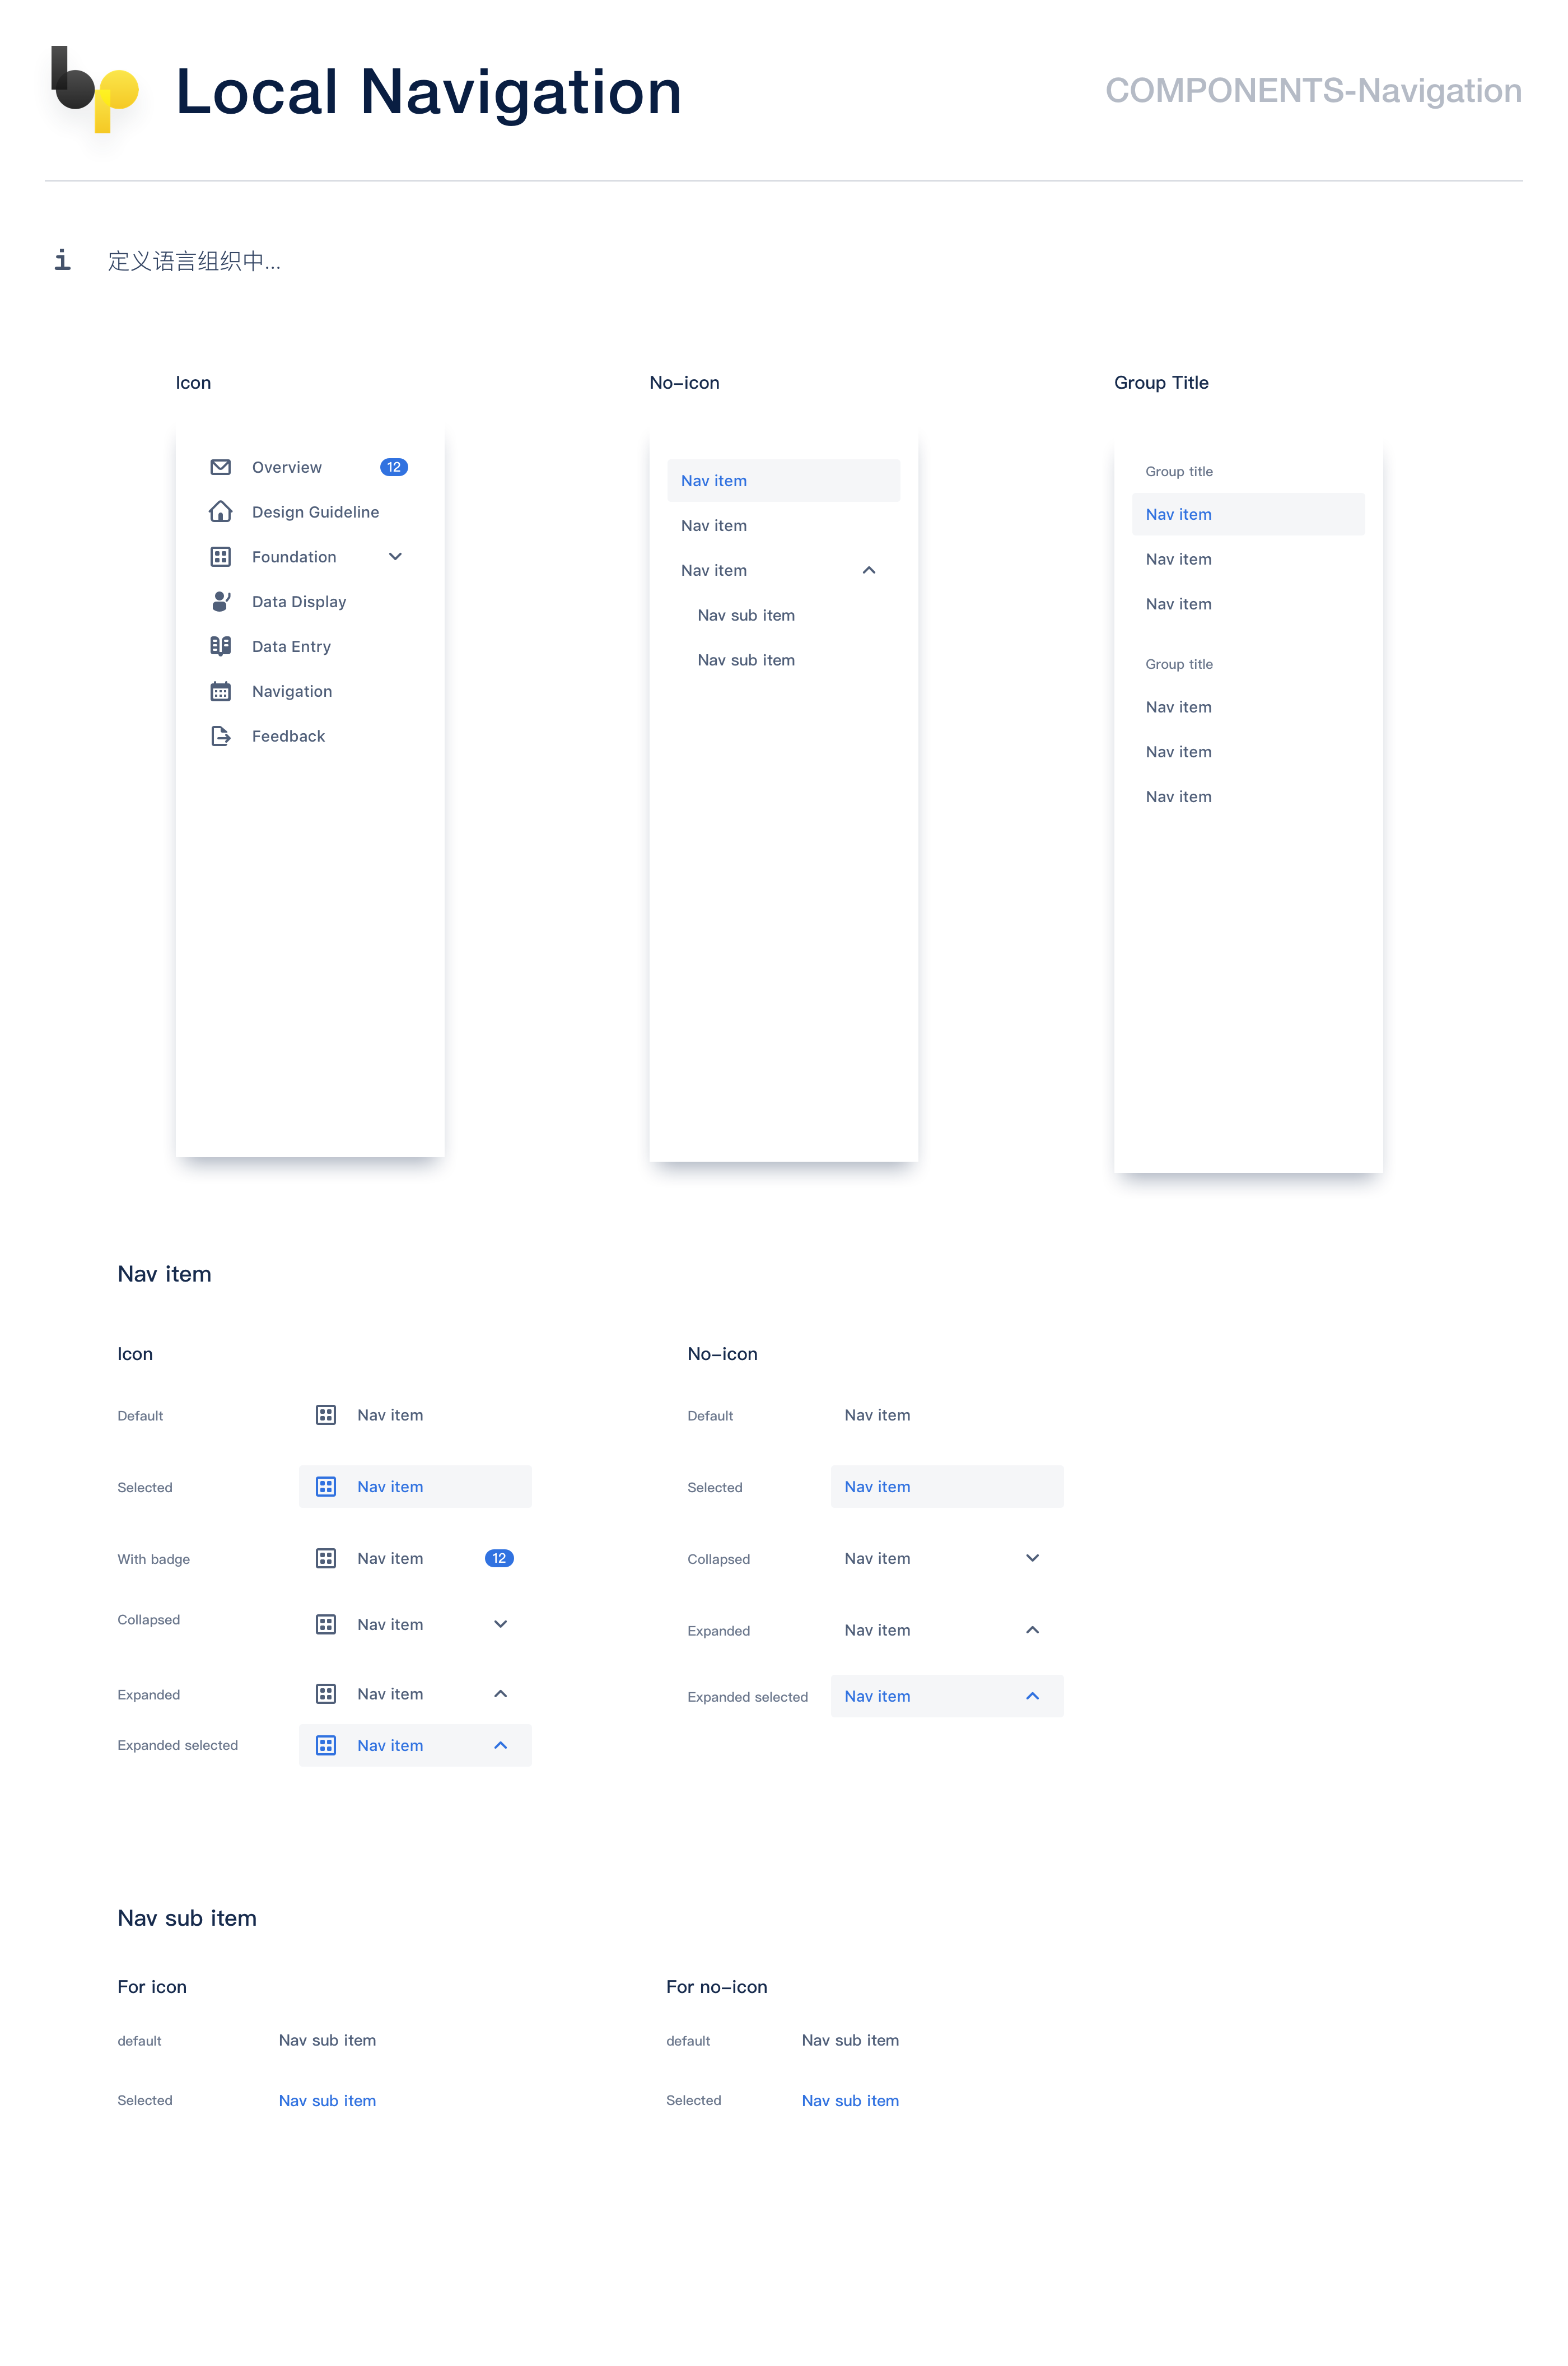 bp
Local Navigation
COMPONENTS-Navigation
i
定义语言组织中...
Icon
Overview 12
Design Guideline
Foundation
Data Display
Data Entry
Navigation
Feedback
No-icon
Nav item
Nav item
Nav item
Nav sub item
Nav sub item
Group Title
Group title
Nav item
Nav item
Nav item
Group title
Nav item
Nav item
Nav item
Nav item
Icon
Default Nav item
Selected Nav item
With badge Nav item 12
Collapsed Nav item
Expanded Nav item
Expanded selected Nav item
No-icon
Default Nav item
Selected Nav item
Collapsed Nav item
Expanded Nav item
Expanded selected Nav item
Nav sub item
For icon
default Nav sub item
Selected Nav sub item
For no-icon
default Nav sub item
Selected Nav sub item